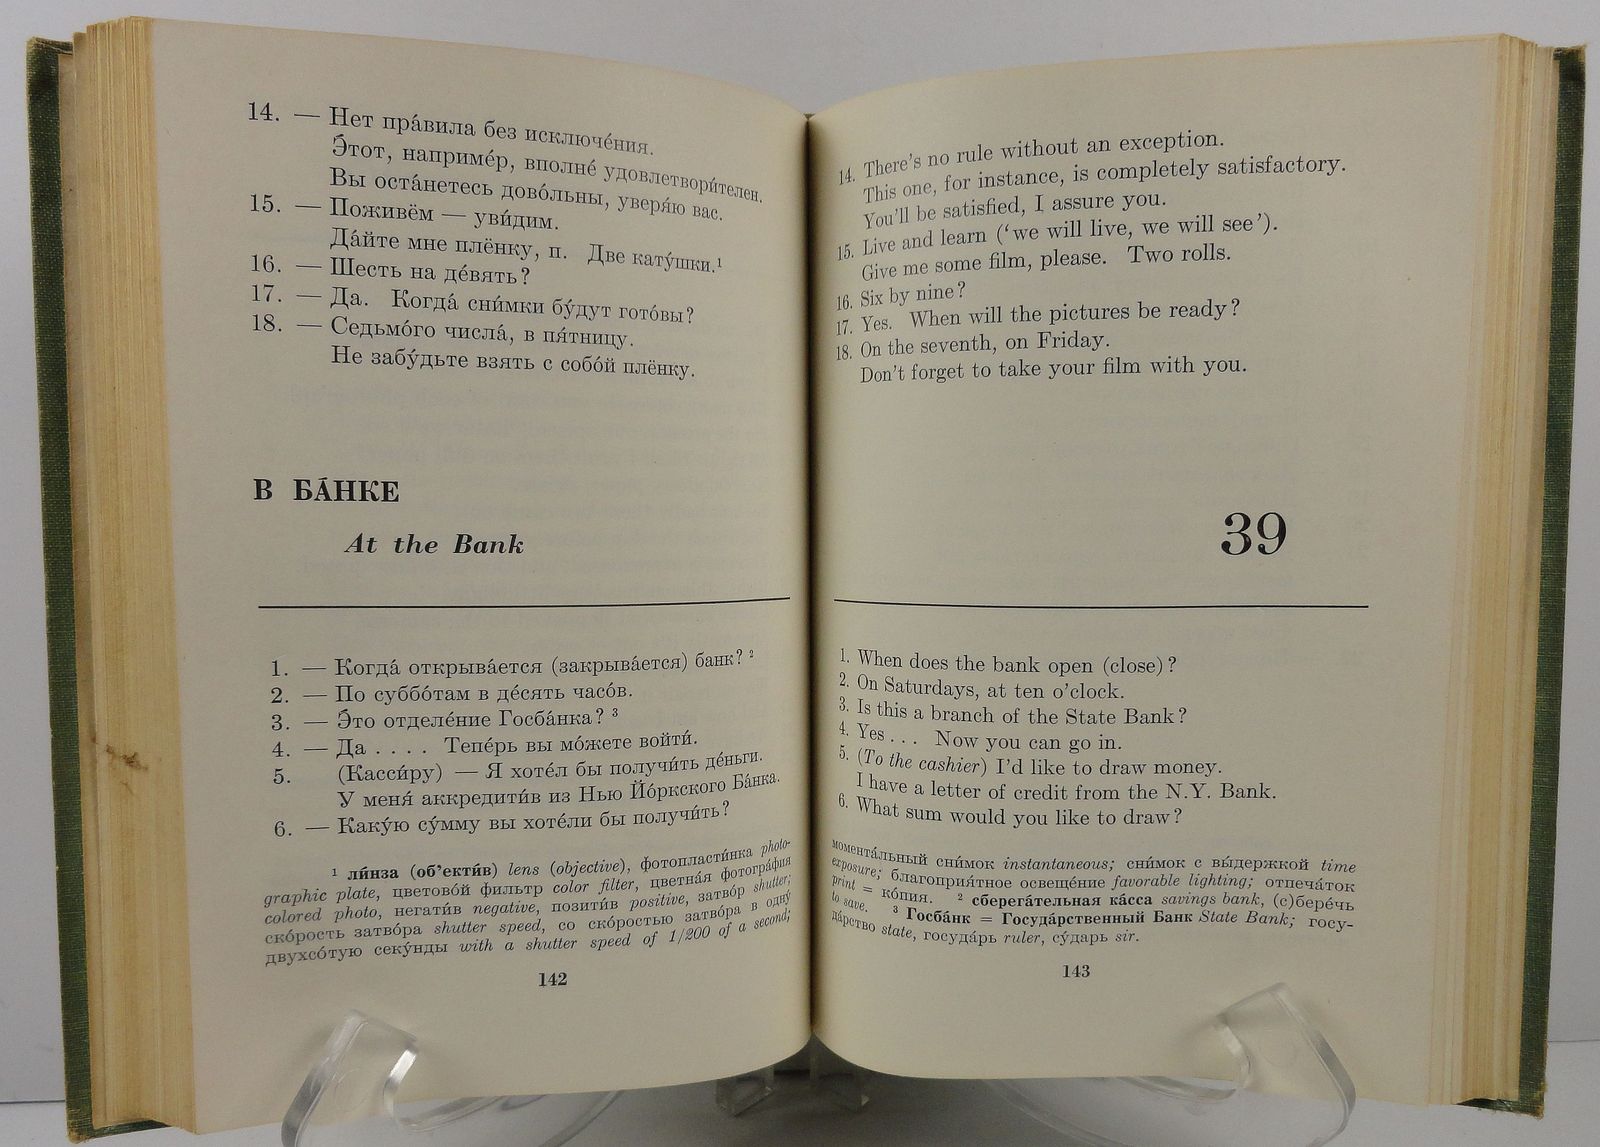 14. — Нет пра́вила без исключе́ния.
Э́тот, наприме́р, вполне́ удовлетвори́телен.
Вы оста́нетесь дово́льны, уверя́ю вас.
15. — Поживём — уви́дим.
Да́йте мне плёнку, п. Две кату́шки.¹
16. — Шесть на де́вять?
17. — Да. Когда́ сни́мки бу́дут гото́вы?
18. — Седьмо́го числа́, в пя́тницу.
Не забу́дьте взять с собо́й плёнку.
В БА́НКЕ
At the Bank
1. — Когда́ открыва́ется (закрыва́ется) банк? ²
2. — По суббо́там в де́сять часо́в.
3. — Э́то отделе́ние Госба́нка? ³
4. — Да . . . . Тепе́рь вы мо́жете войти́.
5. (Касси́ру) — Я хоте́л бы получи́ть де́ньги.
У меня́ аккредити́в из Нью Йо́ркского Ба́нка.
6. — Каку́ю су́мму вы хоте́ли бы получи́ть?
¹ ли́нза (об’екти́в) lens (objective), фотопласти́нка photo-
graphic plate, цветово́й фильтр color filter, цветна́я фотогра́фия
colored photo, негати́в negative, позити́в positive, затво́р shutter;
ско́рость затво́ра shutter speed, со ско́ростью затво́ра в одну́
двухсо́тую секу́нды with a shutter speed of 1/200 of a second;
142
14. There's no rule without an exception.
This one, for instance, is completely satisfactory.
You'll be satisfied, I assure you.
15. Live and learn (‘we will live, we will see’).
Give me some film, please. Two rolls.
16. Six by nine?
17. Yes. When will the pictures be ready?
18. On the seventh, on Friday.
Don't forget to take your film with you.
39
1. When does the bank open (close)?
2. On Saturdays, at ten o'clock.
3. Is this a branch of the State Bank?
4. Yes . . . Now you can go in.
5. (To the cashier) I'd like to draw money.
I have a letter of credit from the N.Y. Bank.
6. What sum would you like to draw?
момента́льный сни́мок instantaneous; сни́мок с вы́держкой time
exposure; благоприя́тное освеще́ние favorable lighting; отпеча́ток
print = ко́пия. ² сберега́тельная ка́сса savings bank, (с)бере́чь
to save. ³ Госба́нк = Госуда́рственный Банк State Bank; госу-
да́рство state, госуда́рь ruler, су́дарь sir.
143